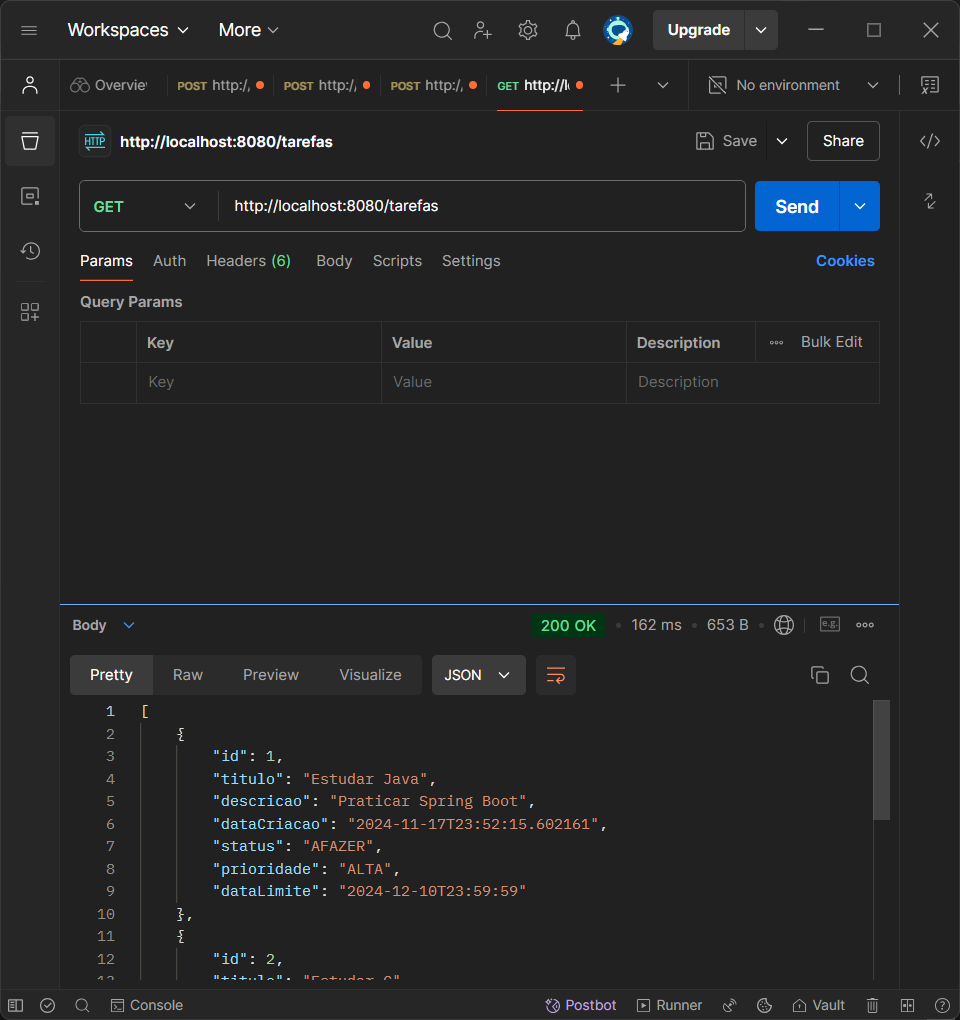 Workspaces More Upgrade
Overview POST http:/, POST http:/, POST http:/, GET http://l No environment
HTTP http://localhost:8080/tarefas Save Share
GET http://localhost:8080/tarefas Send
Params Auth Headers (6) Body Scripts Settings Cookies
Query Params
Key Value Description Bulk Edit
Key Value Description
Body 200 OK 162 ms 653 B e.g.
Pretty Raw Preview Visualize JSON
1 [
2 {
3 "id": 1,
4 "titulo": "Estudar Java",
5 "descricao": "Praticar Spring Boot",
6 "dataCriacao": "2024-11-17T23:52:15.602161",
7 "status": "AFAZER",
8 "prioridade": "ALTA",
9 "dataLimite": "2024-12-10T23:59:59"
10 },
11 {
12 "id": 2,
13 "titulo": "Estudar C"
Console Postbot Runner Vault